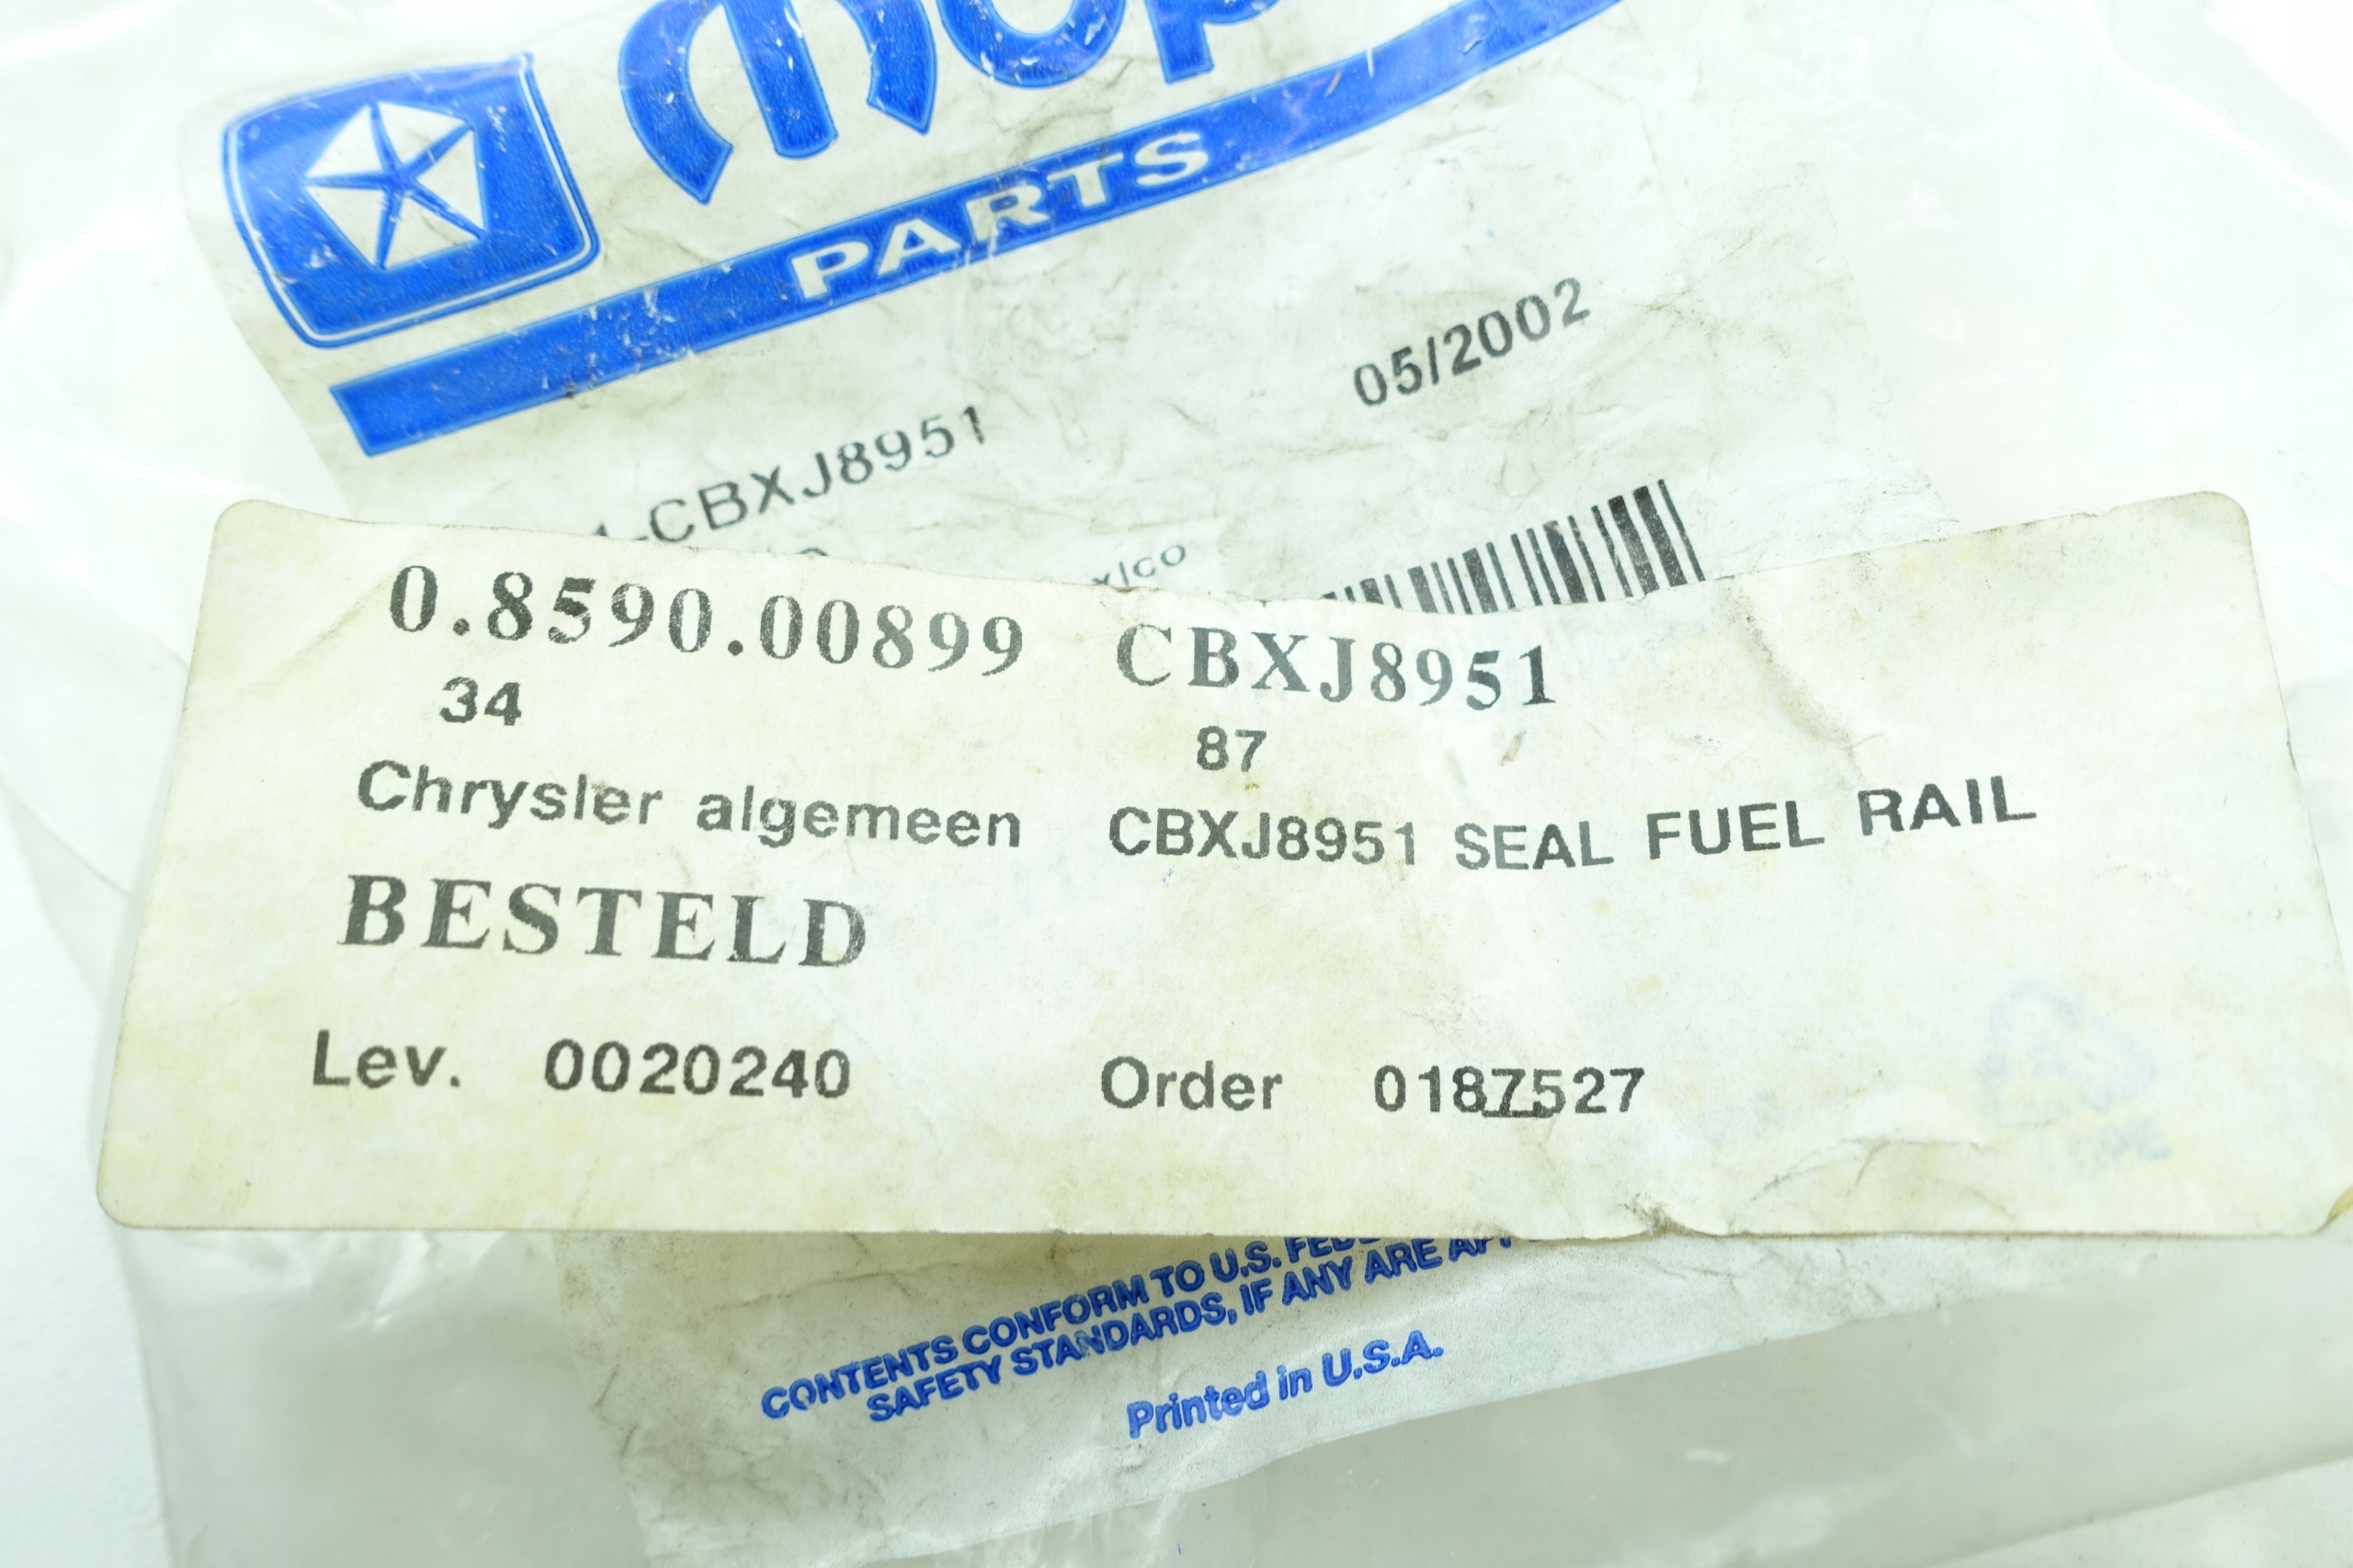 PARTS
05/2002
-CBXJ8951
0.8590.00899 CBXJ8951
34 87
Chrysler algemeen CBXJ8951 SEAL FUEL RAIL
BESTELD
Lev. 0020240 Order 0187527
CONTENTS CONFORM TO U.S.
SAFETY STANDARDS, IF ANY ARE
Printed in U.S.A.